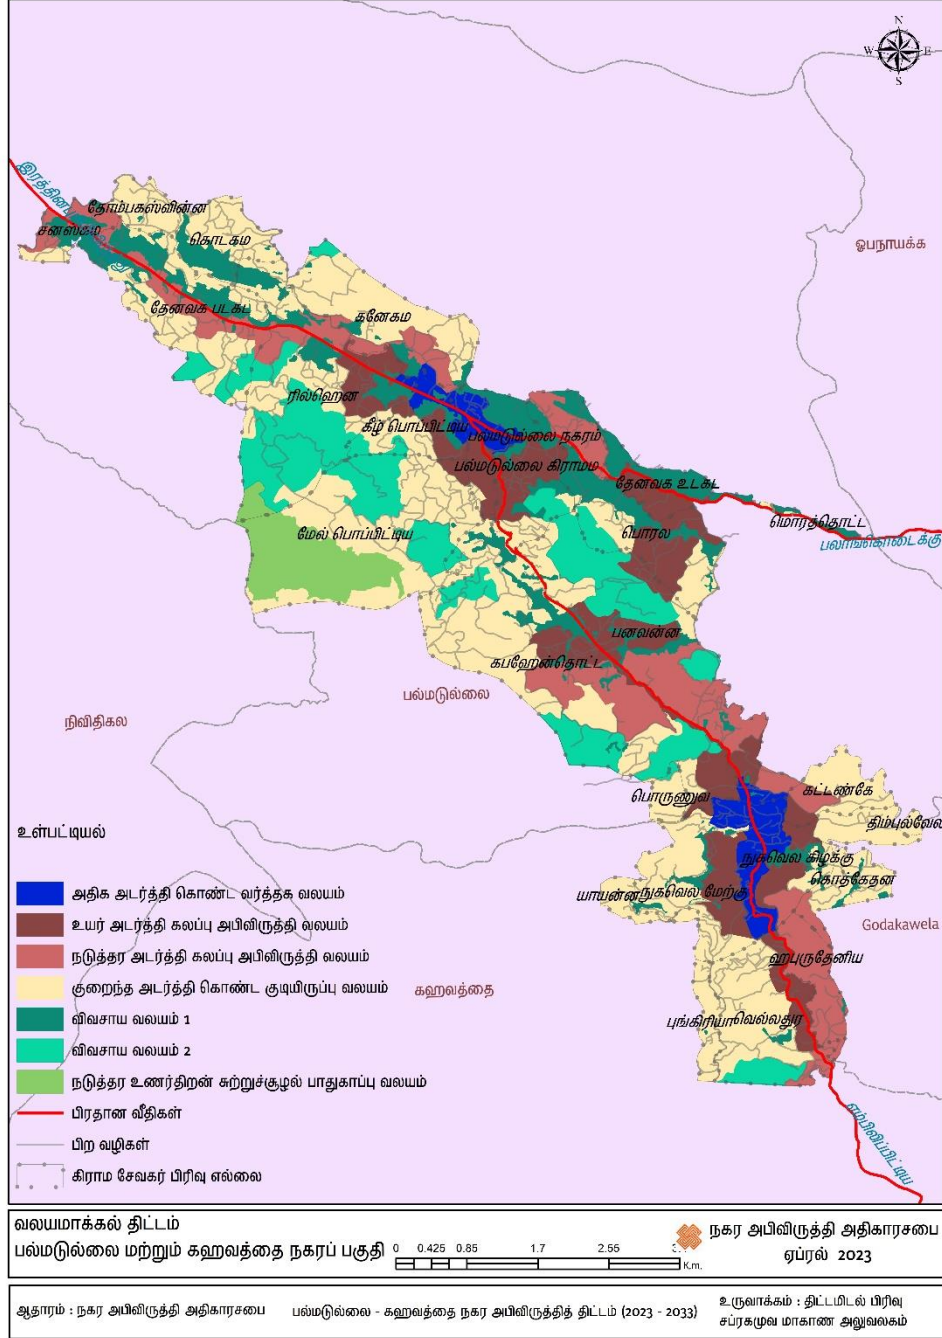 N
W E
S
இரத்தின
தோம்பகஸ்வின்ன
சனஸ்கம
கொடகம
ஓபநாயக்க
தேனவக படகட
கனேகம
ரில்ஹென
கீழ் பொப்பிட்டிய
பல்மடுல்லை நகரம்
பல்மடுல்லை கிராமம
தேனவக உடகட
மொரத்தொட்ட
மேல் பொப்பிட்டிய
பொரல
பலாங்கொடைக்கு
பனவன்ன
கபஹேன்தொட்ட
பல்மடுல்லை
நிவிதிகல
பொருணுவ
கட்டண்கே
திம்புல்வேல
நுகவெல கிழக்கு
கொத்கேதன
யாயன்ன
நுகவெல மேற்கு
Godakawela
ஹபுருதேனிய
கஹவத்தை
புங்கிரியா
வெல்லதுர
எம்பிலிப்பிட்டிய
உள்பட்டியல்
அதிக அடர்த்தி கொண்ட வர்த்தக வலயம்
உயர் அடர்த்தி கலப்பு அபிவிருத்தி வலயம்
நடுத்தர அடர்த்தி கலப்பு அபிவிருத்தி வலயம்
குறைந்த அடர்த்தி கொண்ட குடியிருப்பு வலயம்
விவசாய வலயம் 1
விவசாய வலயம் 2
நடுத்தர உணர்திறன் சுற்றுச்சூழல் பாதுகாப்பு வலயம்
பிரதான வீதிகள்
பிற வழிகள்
கிராம சேவகர் பிரிவு எல்லை
வலயமாக்கல் திட்டம்
பல்மடுல்லை மற்றும் கஹவத்தை நகரப் பகுதி
0 0.425 0.85 1.7 2.55
K.m.
நகர அபிவிருத்தி அதிகாரசபை
ஏப்ரல் 2023
ஆதாரம் : நகர அபிவிருத்தி அதிகாரசபை
பல்மடுல்லை - கஹவத்தை நகர அபிவிருத்தித் திட்டம் (2023 - 2033)
உருவாக்கம் : திட்டமிடல் பிரிவு
சப்ரகமுவ மாகாண அலுவலகம்